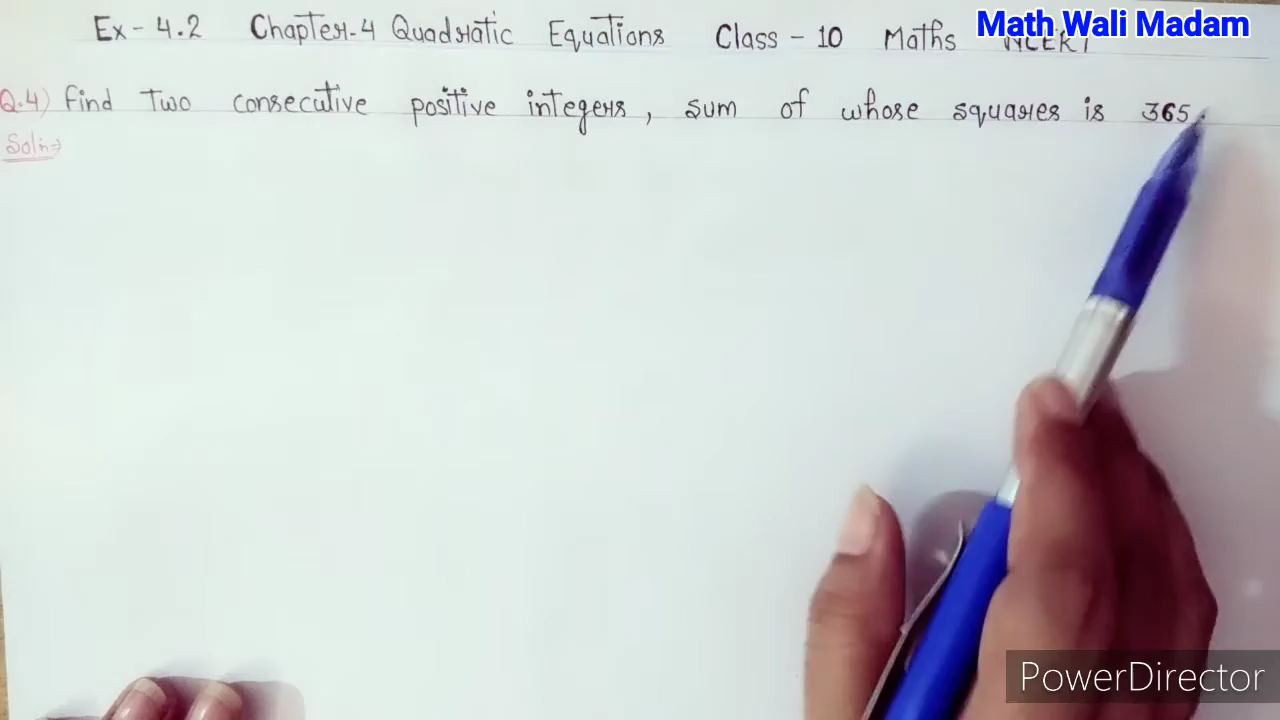 Ex - 4.2 Chapter-4 Quadratic Equations Class - 10 Maths NCERT
Math Wali Madam
Q.4) Find Two consecutive positive integers, sum of whose squares is 365.
Soln⇒
PowerDirector